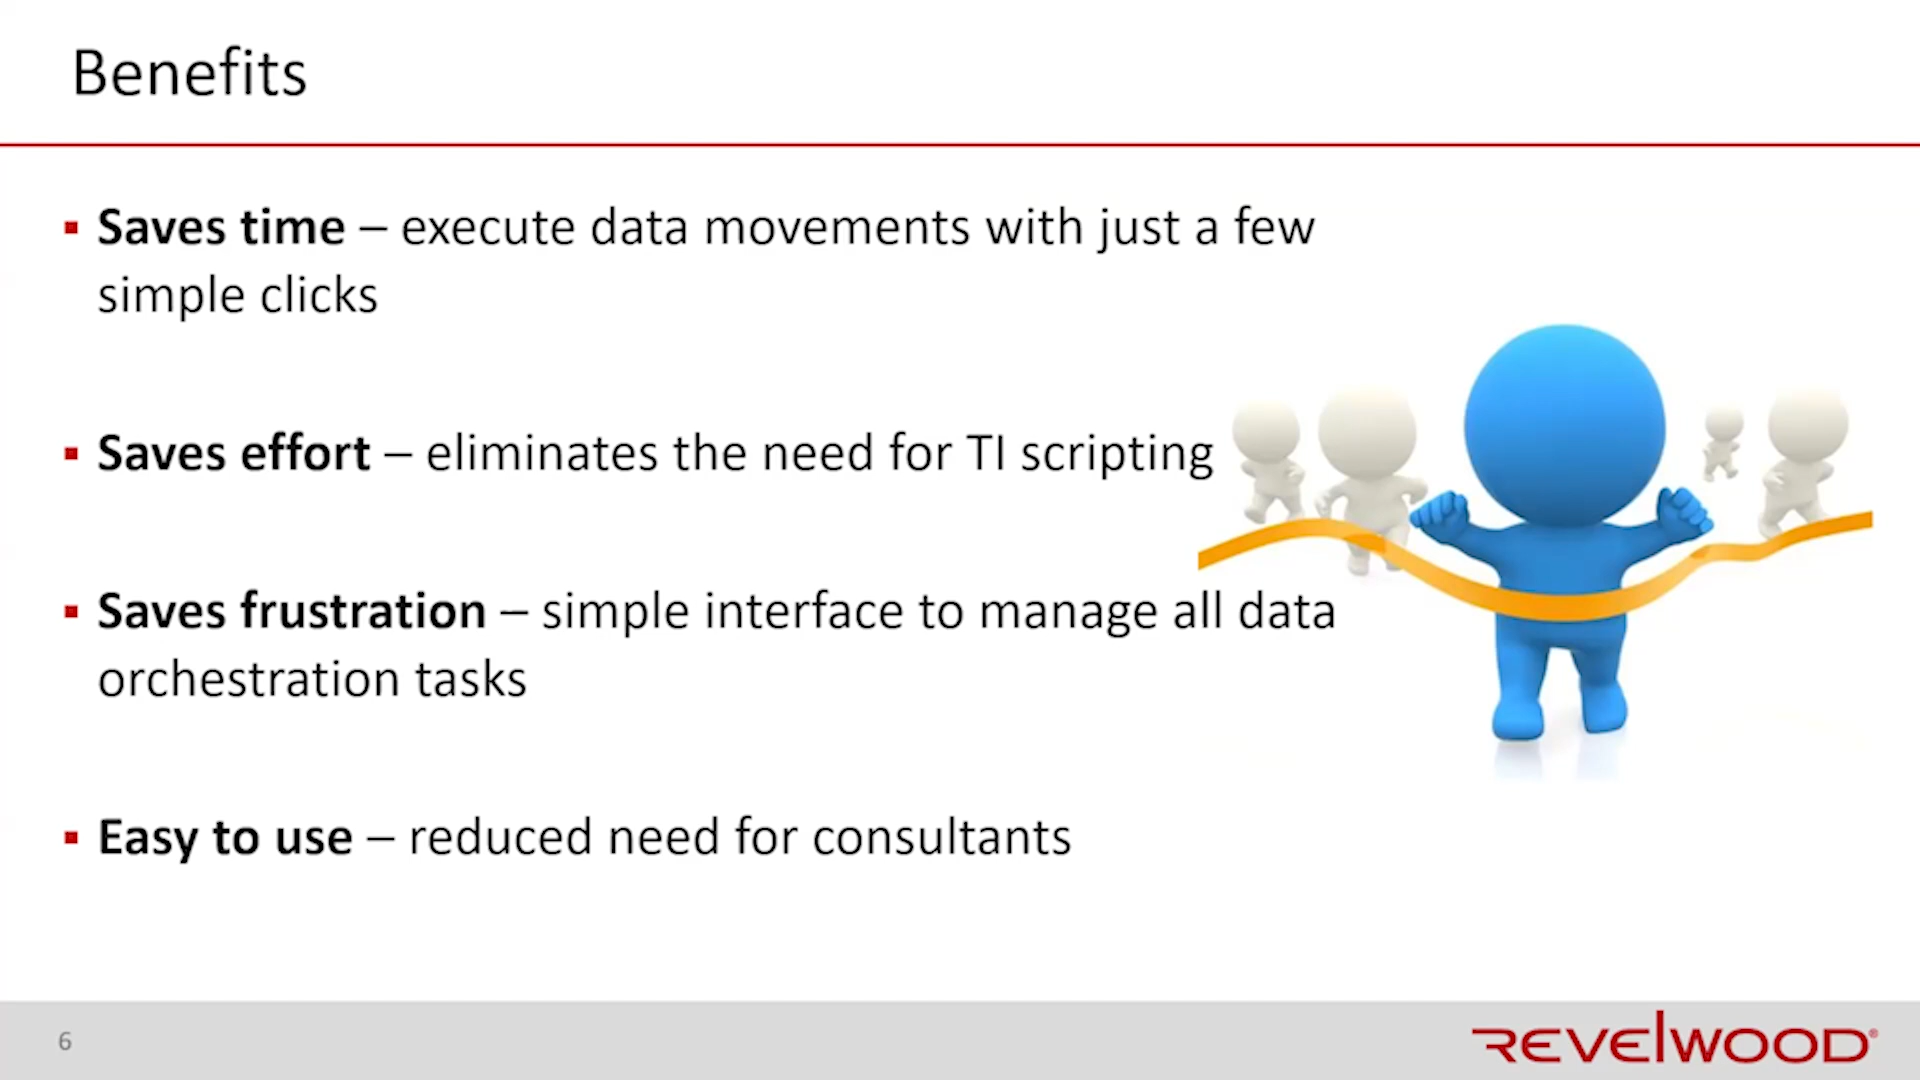 Benefits
▪ Saves time – execute data movements with just a few
simple clicks
▪ Saves effort – eliminates the need for TI scripting
▪ Saves frustration – simple interface to manage all data
orchestration tasks
▪ Easy to use – reduced need for consultants
6
REVELWOOD®